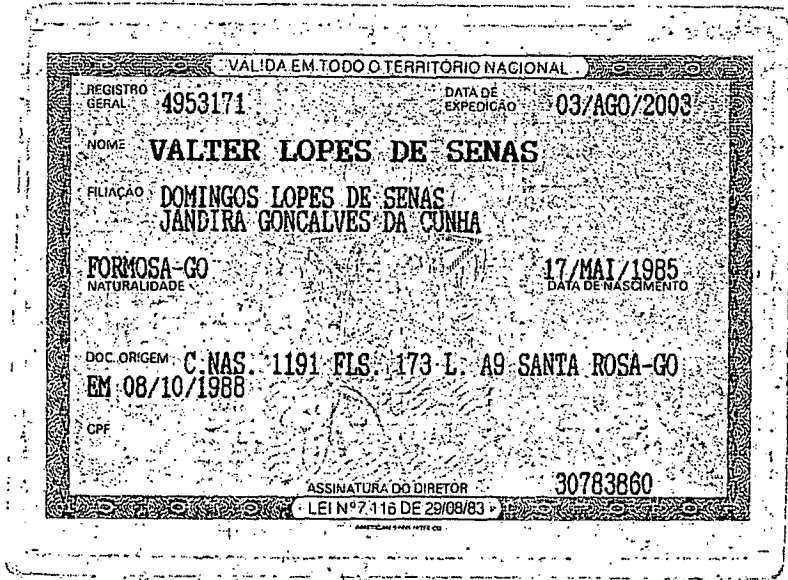 VÁLIDA EM TODO O TERRITÓRIO NACIONAL
REGISTRO GERAL 4953171 DATA DE EXPEDIÇÃO 03/AGO/2003
NOME VALTER LOPES DE SENAS
FILIAÇÃO DOMINGOS LOPES DE SENAS
JANDIRA GONCALVES DA CUNHA
FORMOSA-GO 17/MAI/1985
NATURALIDADE DATA DE NASCIMENTO
DOC. ORIGEM C.NAS. 1191 FLS. 173 L. A9 SANTA ROSA-GO
EM 08/10/1988
CPF
30783860
ASSINATURA DO DIRETOR
LEI Nº 7.116 DE 29/08/83